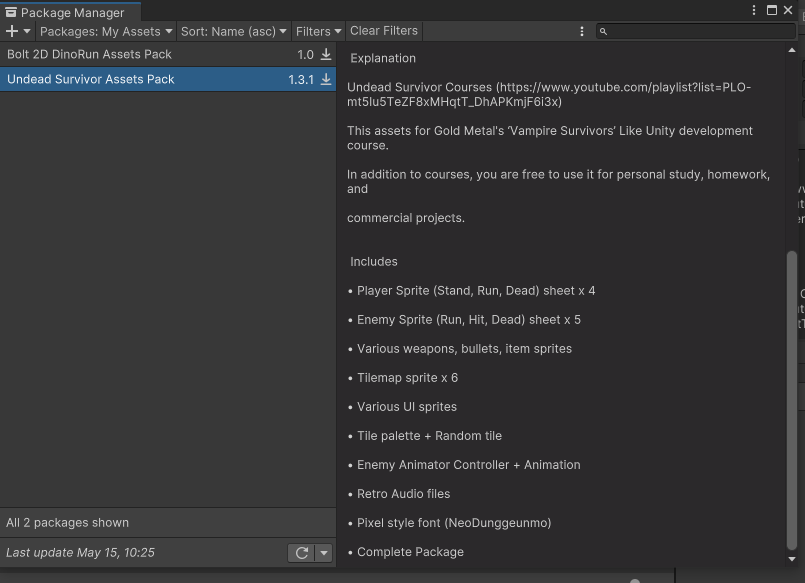 Package Manager
Packages: My Assets
Sort: Name (asc)
Filters
Clear Filters
Bolt 2D DinoRun Assets Pack 1.0
Undead Survivor Assets Pack 1.3.1
All 2 packages shown
Last update May 15, 10:25
Explanation
Undead Survivor Courses (https://www.youtube.com/playlist?list=PLO-
mt5Iu5TeZF8xMHqtT_DhAPKmjF6i3x)
This assets for Gold Metal's ‘Vampire Survivors’ Like Unity development
course.
In addition to courses, you are free to use it for personal study, homework,
and
commercial projects.
Includes
• Player Sprite (Stand, Run, Dead) sheet x 4
• Enemy Sprite (Run, Hit, Dead) sheet x 5
• Various weapons, bullets, item sprites
• Tilemap sprite x 6
• Various UI sprites
• Tile palette + Random tile
• Enemy Animator Controller + Animation
• Retro Audio files
• Pixel style font (NeoDunggeunmo)
• Complete Package